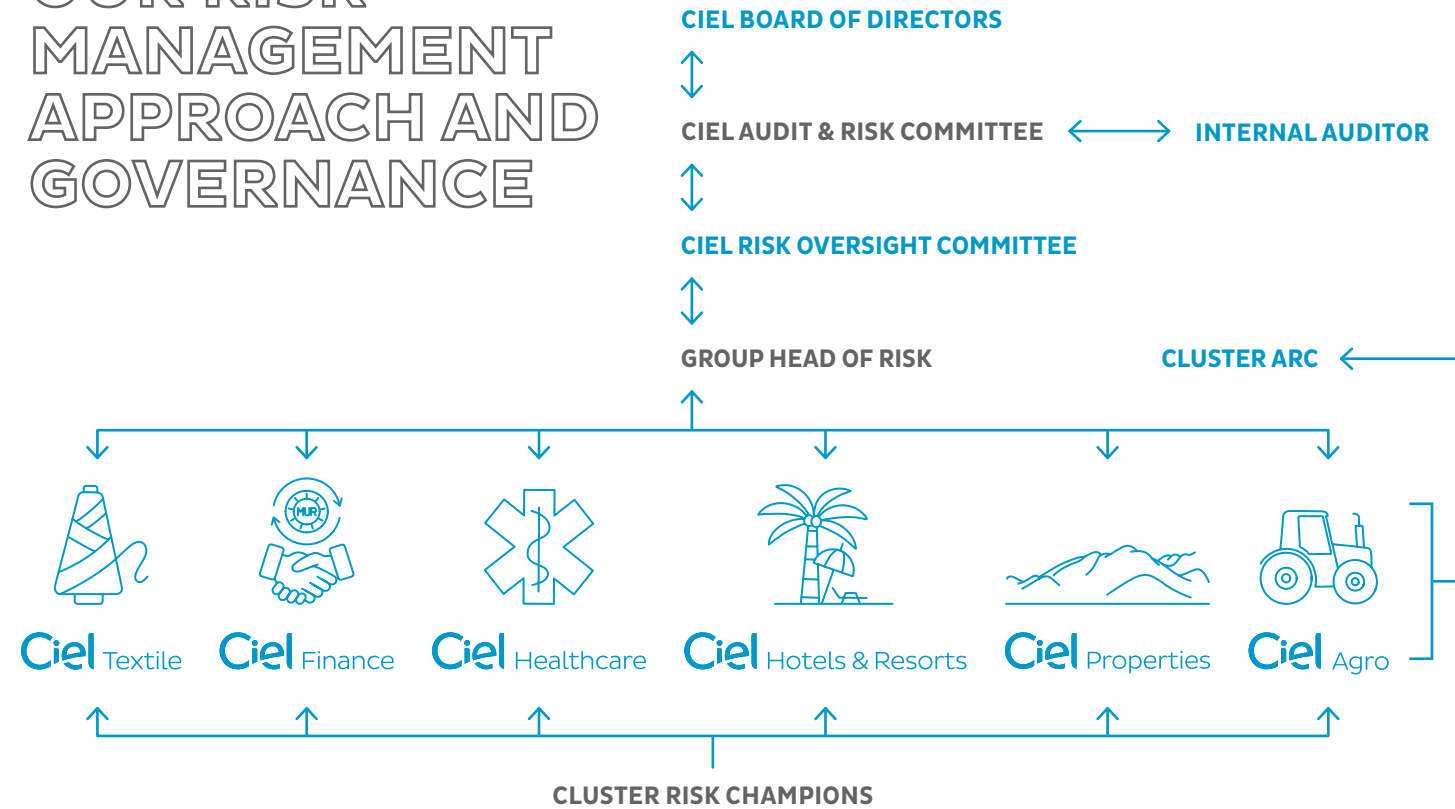 OUR RISK
MANAGEMENT
APPROACH AND
GOVERNANCE
CIEL BOARD OF DIRECTORS
CIEL AUDIT & RISK COMMITTEE
INTERNAL AUDITOR
CIEL RISK OVERSIGHT COMMITTEE
GROUP HEAD OF RISK
CLUSTER ARC
MUR
Ciel Textile
Ciel Finance
Ciel Healthcare
Ciel Hotels & Resorts
Ciel Properties
Ciel Agro
CLUSTER RISK CHAMPIONS